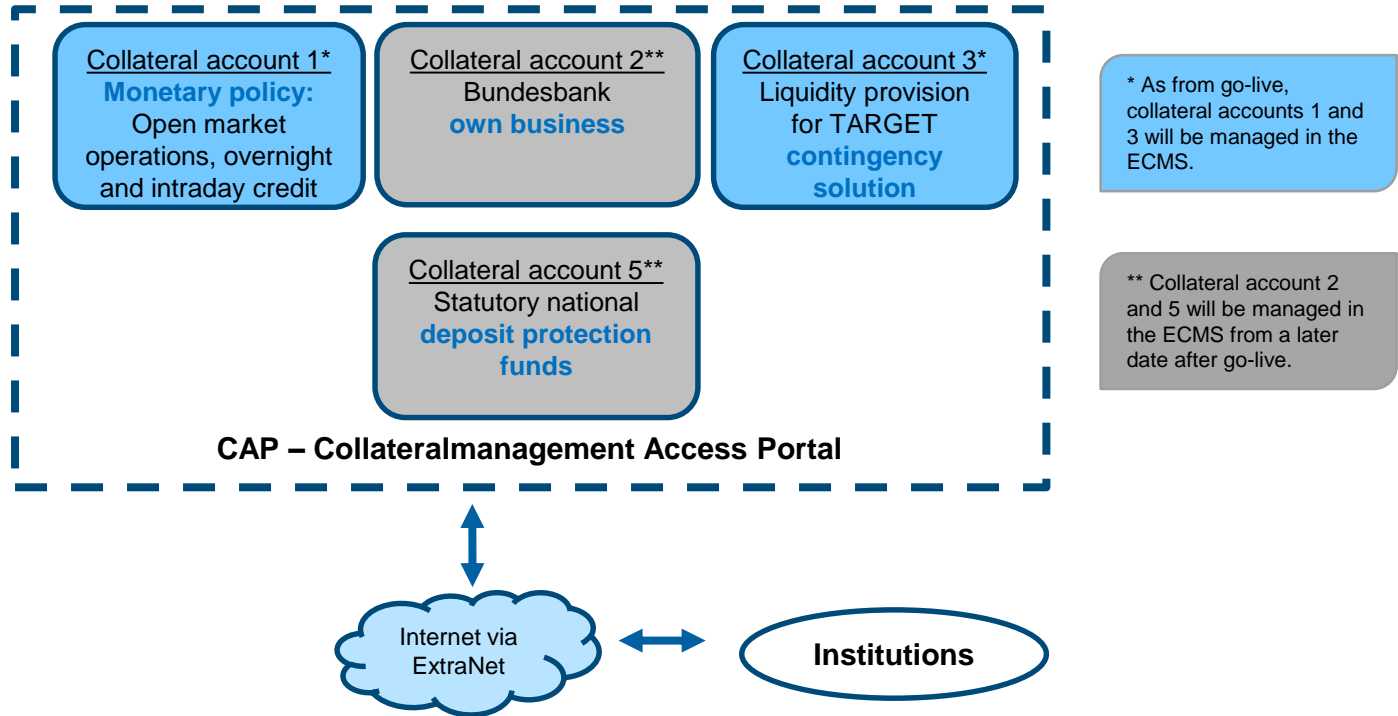 Collateral account 1*
Monetary policy:
Open market
operations, overnight
and intraday credit
Collateral account 2**
Bundesbank
own business
Collateral account 3*
Liquidity provision
for TARGET
contingency
solution
* As from go-live,
collateral accounts 1 and
3 will be managed in the
ECMS.
Collateral account 5**
Statutory national
deposit protection
funds
** Collateral account 2
and 5 will be managed in
the ECMS from a later
date after go-live.
CAP – Collateralmanagement Access Portal
Internet via
ExtraNet
Institutions